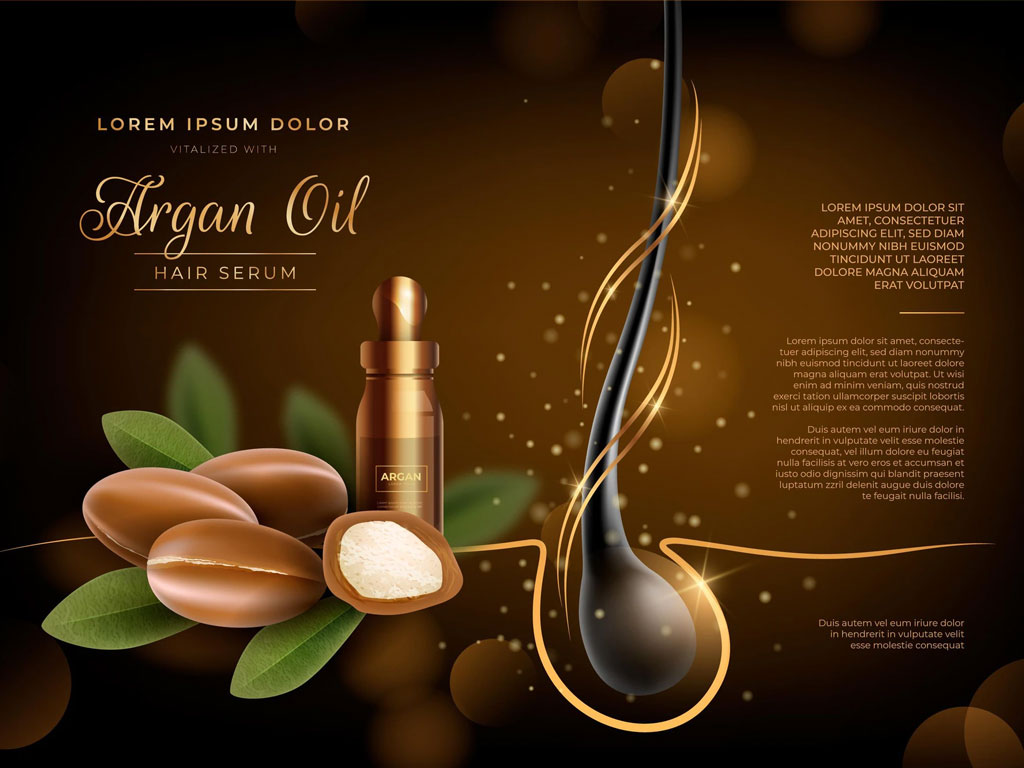 LOREM IPSUM DOLOR
VITALIZED WITH
Argan Oil
HAIR SERUM
ARGAN
LOREM IPSUM DOLOR SIT
AMET, CONSECTETUER
ADIPISCING ELIT, SED DIAM
NONUMMY NIBH EUISMOD
TINCIDUNT UT LAOREET
DOLORE MAGNA ALIQUAM
ERAT VOLUTPAT
Lorem ipsum dolor sit amet, consecte-
tuer adipiscing elit, sed diam nonummy
nibh euismod tincidunt ut laoreet dolore
magna aliquam erat volutpat. Ut wisi
enim ad minim veniam, quis nostrud
exerci tation ullamcorper suscipit lobortis
nisl ut aliquip ex ea commodo consequat.
Duis autem vel eum iriure dolor in
hendrerit in vulputate velit esse molestie
consequat, vel illum dolore eu feugiat
nulla facilisis at vero eros et accumsan et
iusto odio dignissim qui blandit praesent
luptatum zzril delenit augue duis dolore
te feugait nulla facilisi.
Duis autem vel eum iriure dolor
in hendrerit in vulputate velit
esse molestie consequat